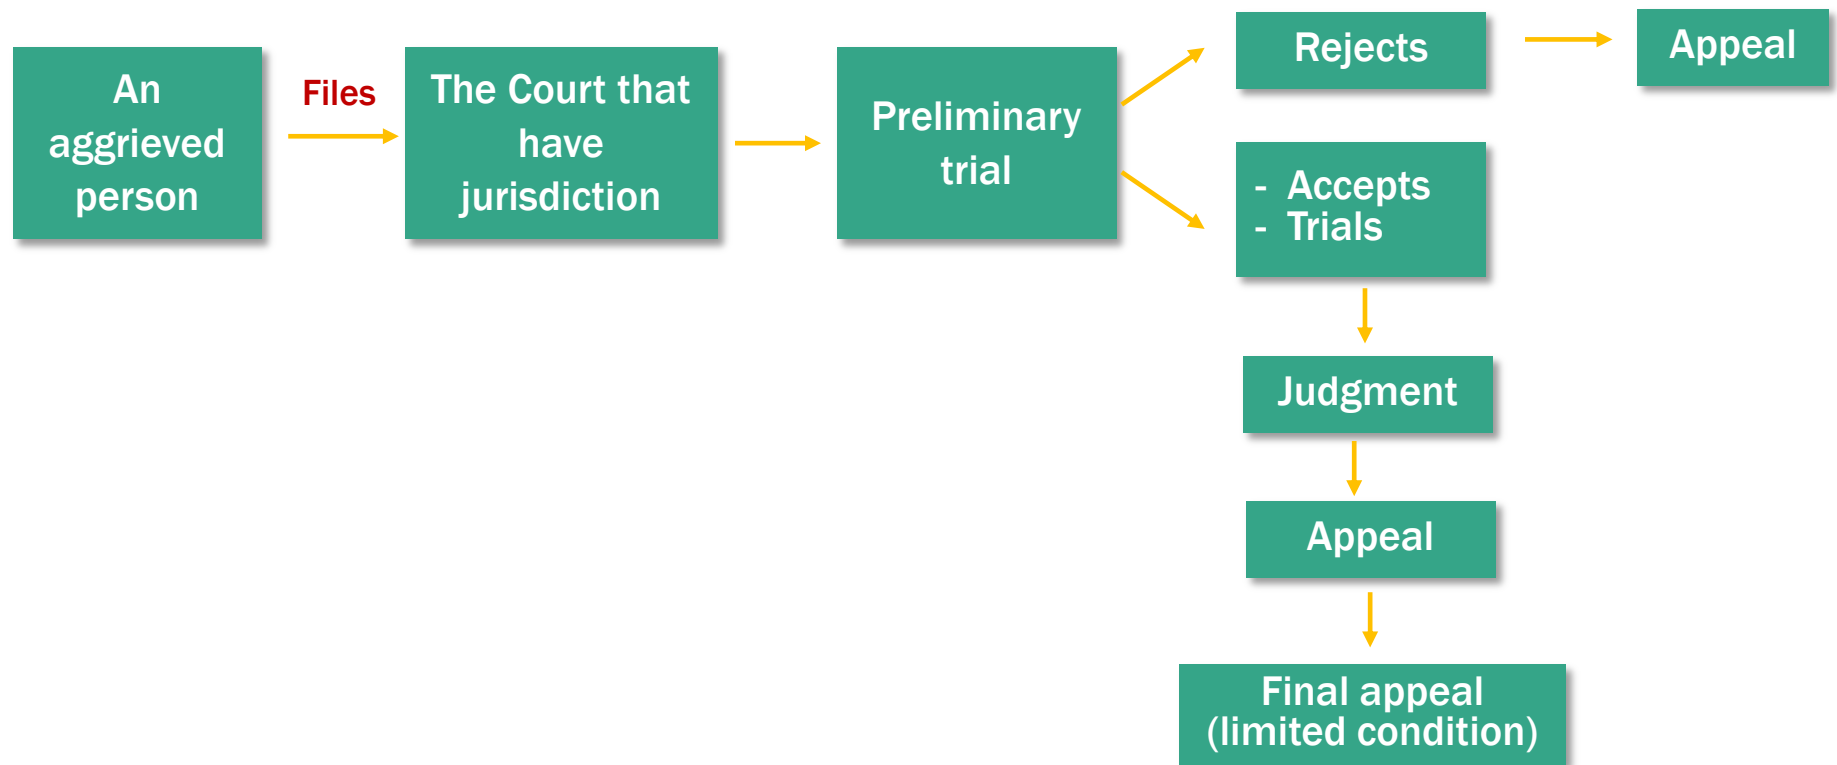 An
aggrieved
person
Files
The Court that
have
jurisdiction
Preliminary
trial
Rejects
Appeal
- Accepts
- Trials
Judgment
Appeal
Final appeal
(limited condition)